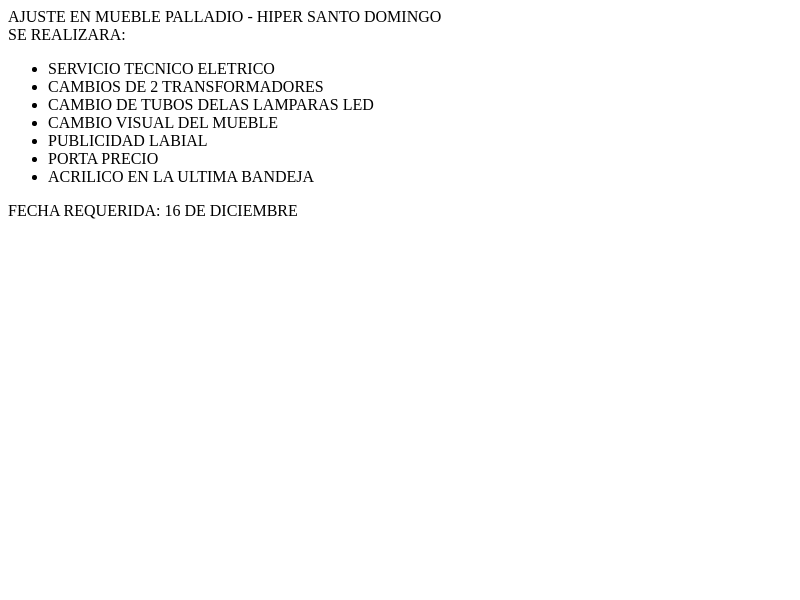 AJUSTE EN MUEBLE PALLADIO - HIPER SANTO DOMINGO
SE REALIZARA:
• SERVICIO TECNICO ELETRICO
• CAMBIOS DE 2 TRANSFORMADORES
• CAMBIO DE TUBOS DELAS LAMPARAS LED
• CAMBIO VISUAL DEL MUEBLE
• PUBLICIDAD LABIAL
• PORTA PRECIO
• ACRILICO EN LA ULTIMA BANDEJA
FECHA REQUERIDA: 16 DE DICIEMBRE